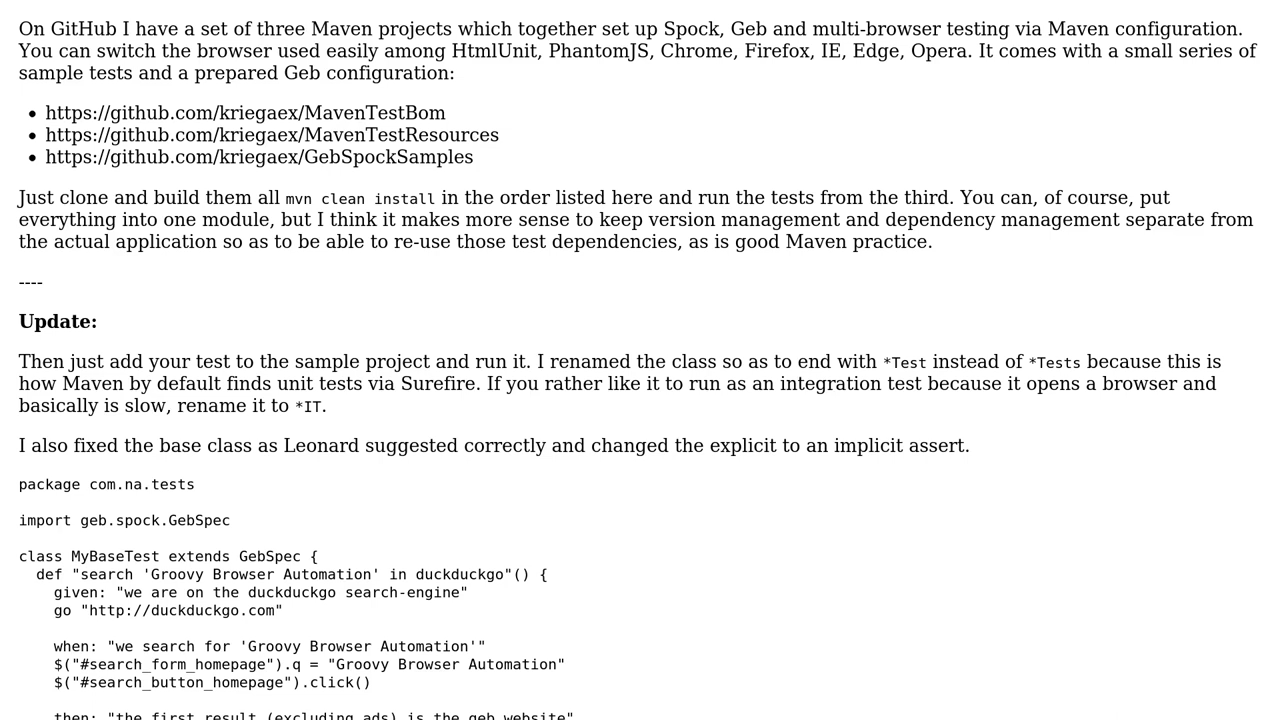 On GitHub I have a set of three Maven projects which together set up Spock, Geb and multi-browser testing via Maven configuration.
You can switch the browser used easily among HtmlUnit, PhantomJS, Chrome, Firefox, IE, Edge, Opera. It comes with a small series of
sample tests and a prepared Geb configuration:
• https://github.com/kriegaex/MavenTestBom
• https://github.com/kriegaex/MavenTestResources
• https://github.com/kriegaex/GebSpockSamples
Just clone and build them all mvn clean install in the order listed here and run the tests from the third. You can, of course, put
everything into one module, but I think it makes more sense to keep version management and dependency management separate from
the actual application so as to be able to re-use those test dependencies, as is good Maven practice.
----
Update:
Then just add your test to the sample project and run it. I renamed the class so as to end with *Test instead of *Tests because this is
how Maven by default finds unit tests via Surefire. If you rather like it to run as an integration test because it opens a browser and
basically is slow, rename it to *IT.
I also fixed the base class as Leonard suggested correctly and changed the explicit to an implicit assert.
package com.na.tests
import geb.spock.GebSpec
class MyBaseTest extends GebSpec {
  def "search 'Groovy Browser Automation' in duckduckgo"() {
    given: "we are on the duckduckgo search-engine"
    go "http://duckduckgo.com"
    when: "we search for 'Groovy Browser Automation'"
    $("#search_form_homepage").q = "Groovy Browser Automation"
    $("#search_button_homepage").click()
    then: "the first result (excluding ads) is the geb website"